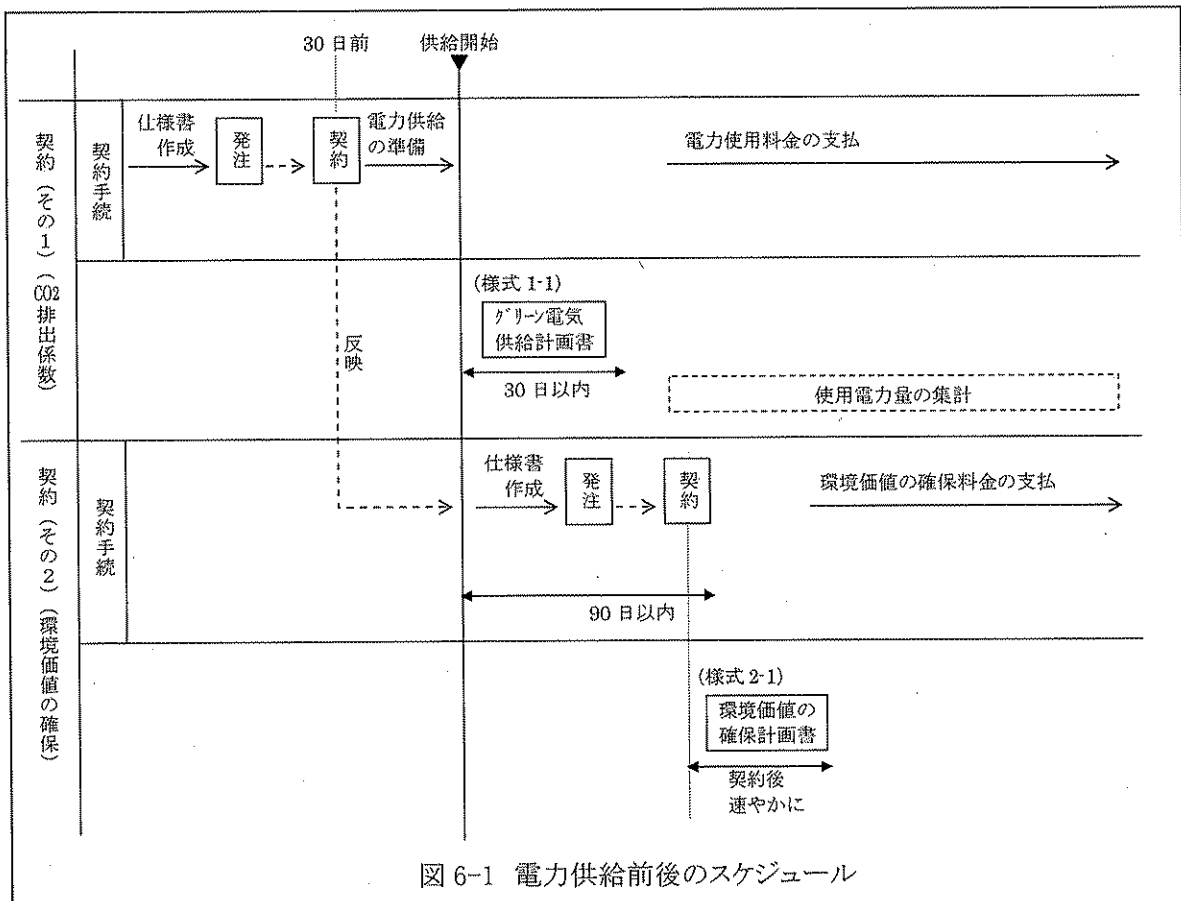 30 日前
供給開始
契約（その1）（CO2排出係数）
契約手続
仕様書
作成
発注
契約
電力供給
の準備
電力使用料金の支払
反映
(様式 1-1)
グリーン電気
供給計画書
30 日以内
使用電力量の集計
契約（その2）（環境価値の確保）
契約手続
仕様書
作成
発注
契約
環境価値の確保料金の支払
90 日以内
(様式 2-1)
環境価値の
確保計画書
契約後
速やかに
図 6-1 電力供給前後のスケジュール